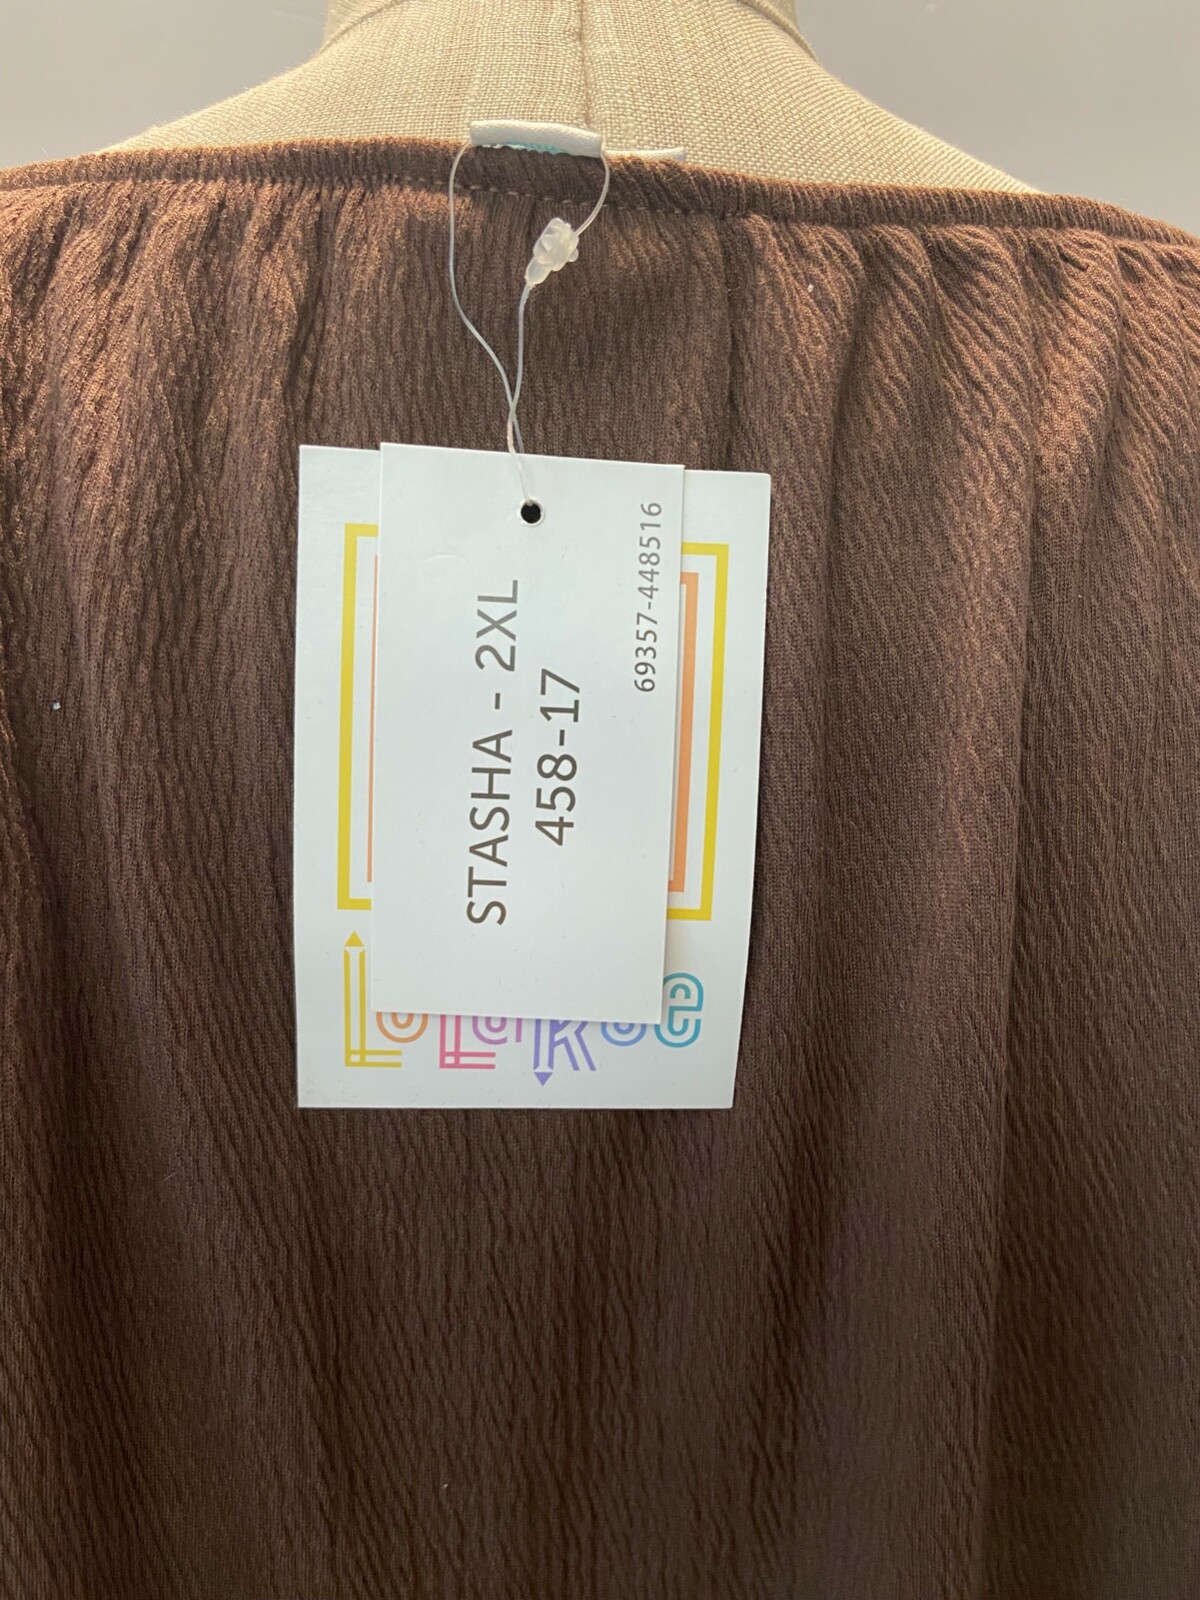 STASHA - 2XL
458-17
69357-448516
LuLaRoe